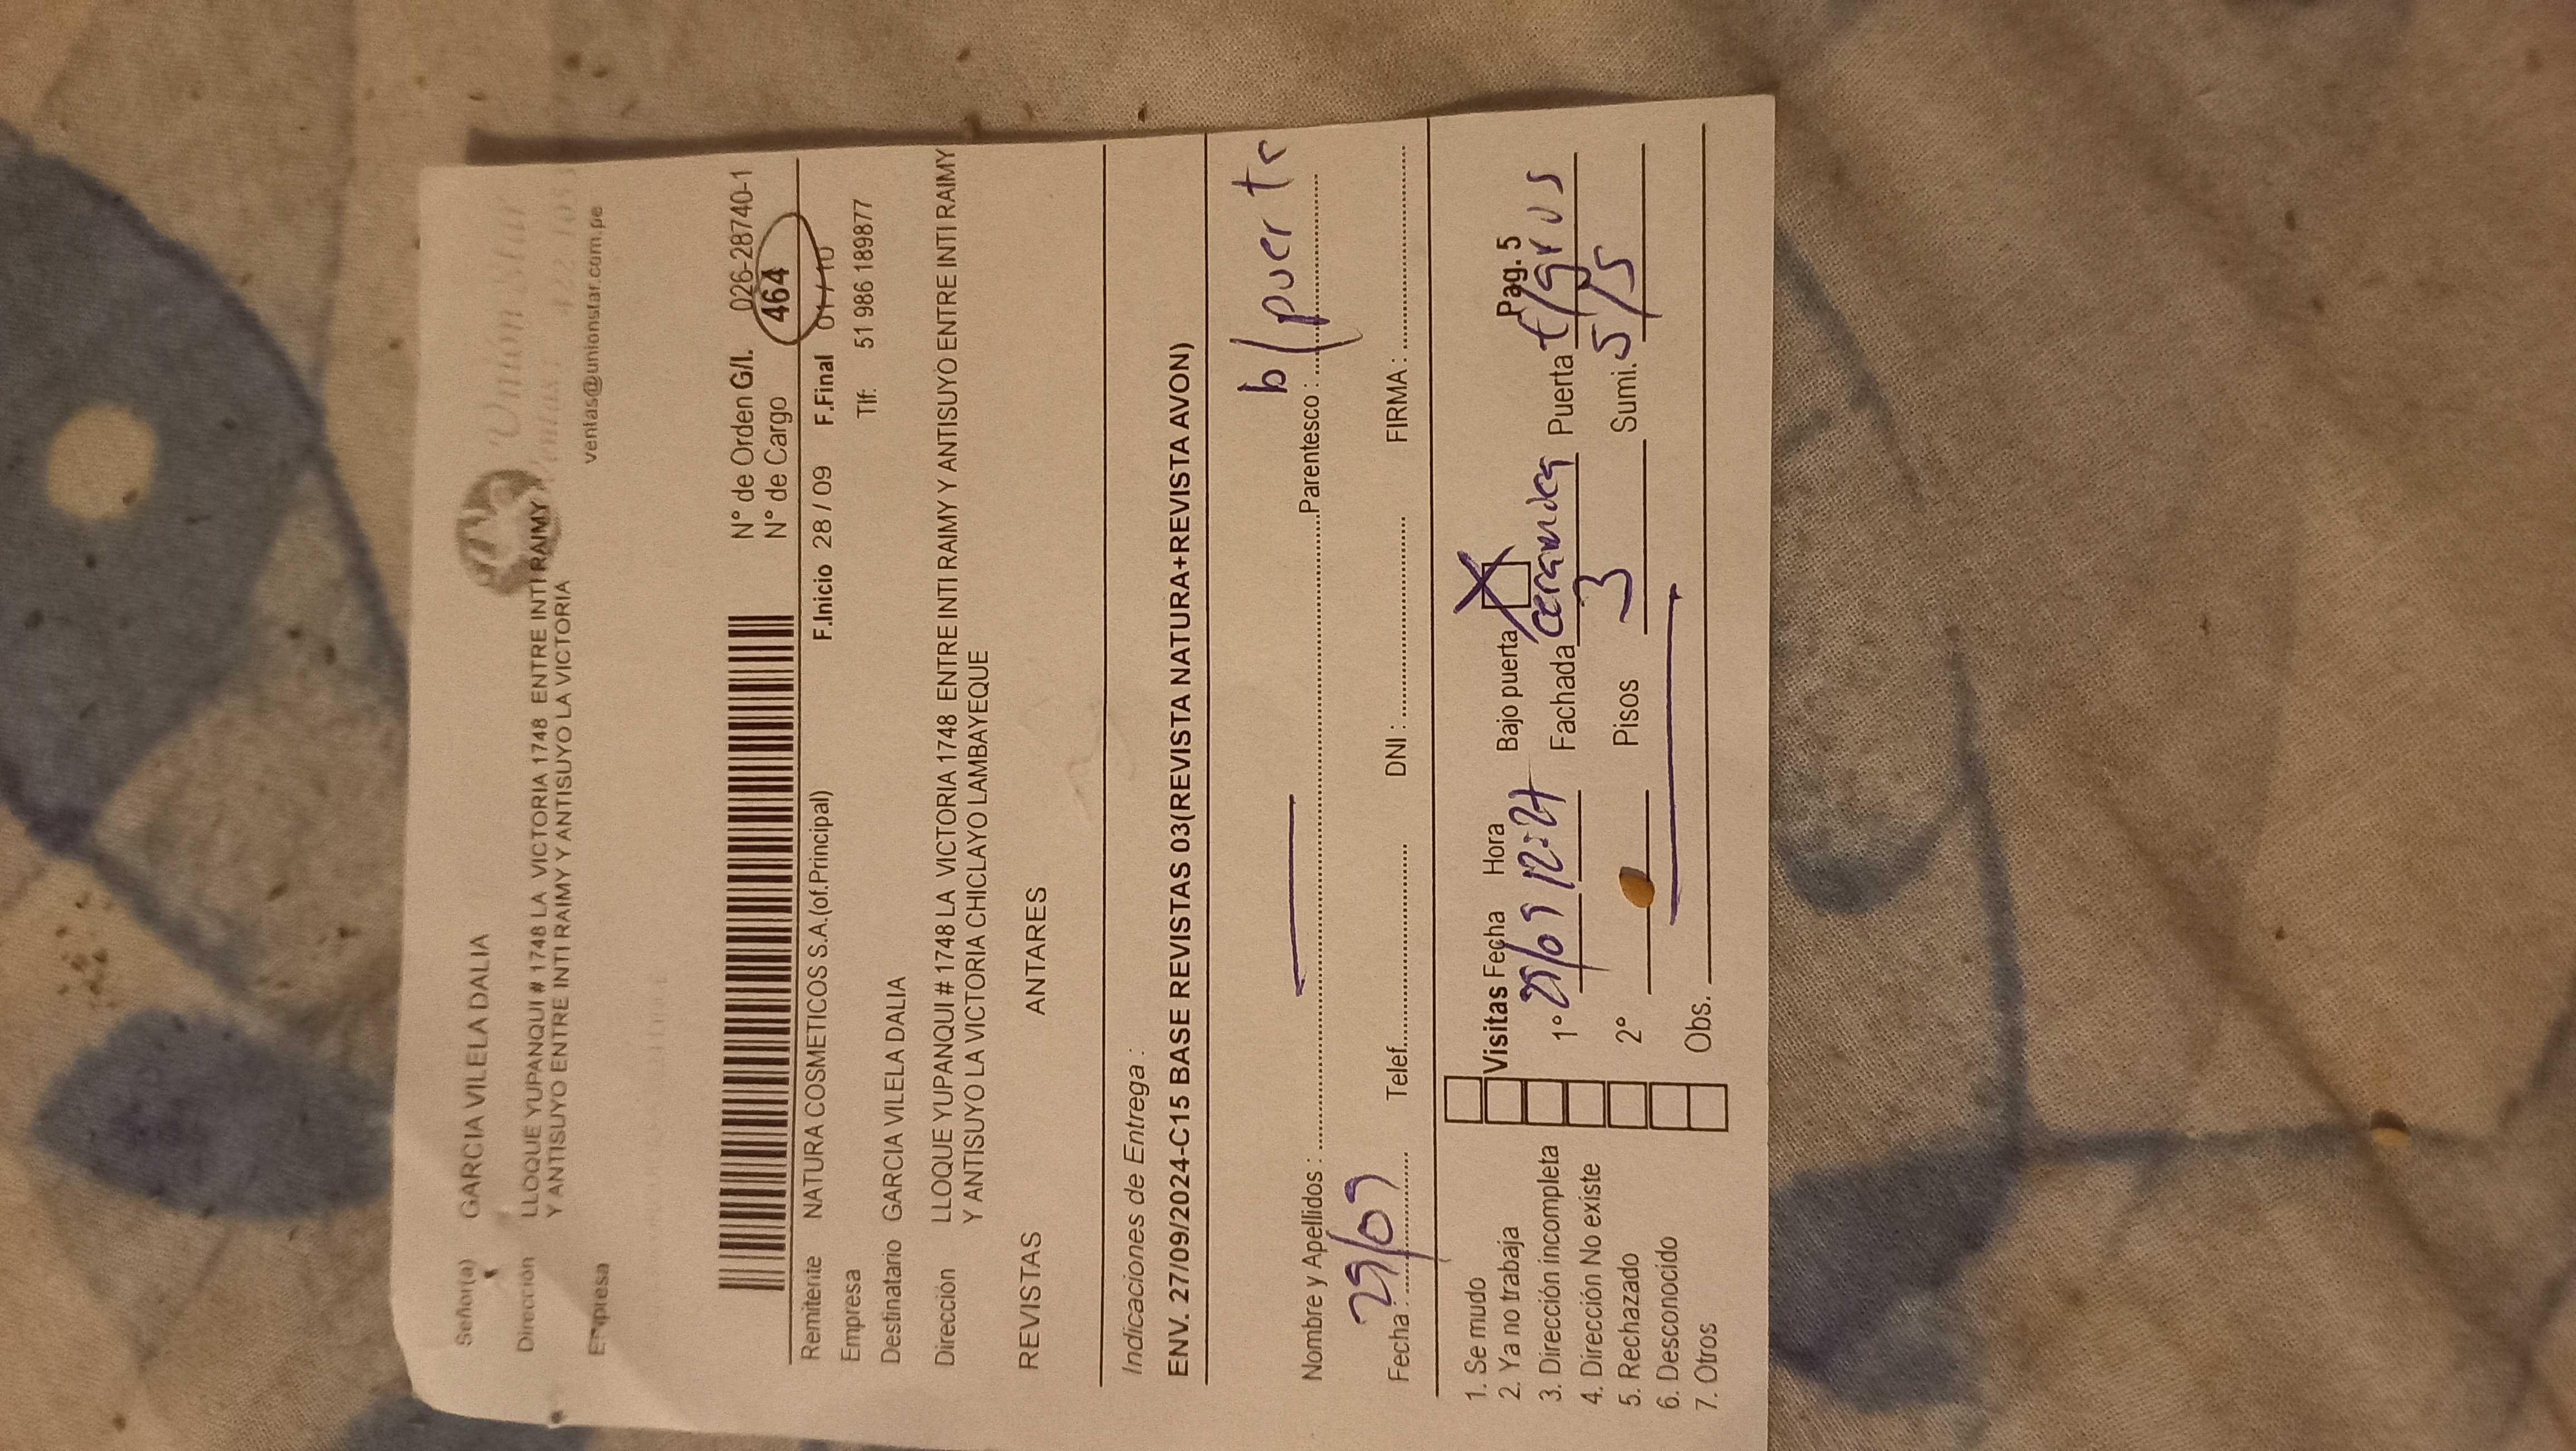 Señor(a) GARCIA VILELA DALIA
Dirección LLOQUE YUPANQUI # 1748 LA VICTORIA 1748 ENTRE INTI RAIMY
Y ANTISUYO ENTRE INTI RAIMY Y ANTISUYO LA VICTORIA
Empresa
Union Star
ventas@unionstar.com.pe
N° de Orden G/I. 026-28740-1
N° de Cargo 464
F.Inicio 28 / 09 F.Final 01 / 10
Remitente NATURA COSMETICOS S.A.(of.Principal)
Empresa Tlf: 51 986 189877
Destinatario GARCIA VILELA DALIA
Dirección LLOQUE YUPANQUI # 1748 LA VICTORIA 1748 ENTRE INTI RAIMY Y ANTISUYO ENTRE INTI RAIMY
Y ANTISUYO LA VICTORIA CHICLAYO LAMBAYEQUE
REVISTAS ANTARES
Indicaciones de Entrega :
ENV. 27/09/2024-C15 BASE REVISTAS 03(REVISTA NATURA+REVISTA AVON)
Nombre y Apellidos : Parentesco : b/puerta
Fecha : 29/09 Telef. DNI : FIRMA :
1. Se mudo
2. Ya no trabaja
3. Dirección incompleta
4. Dirección No existe
5. Rechazado
6. Desconocido
7. Otros
Visitas Fecha Hora Bajo puerta X Pag. 5
1° 29/09 12:21 Fachada Puerta
2° Pisos 3 Sumi. 5/5
Obs.